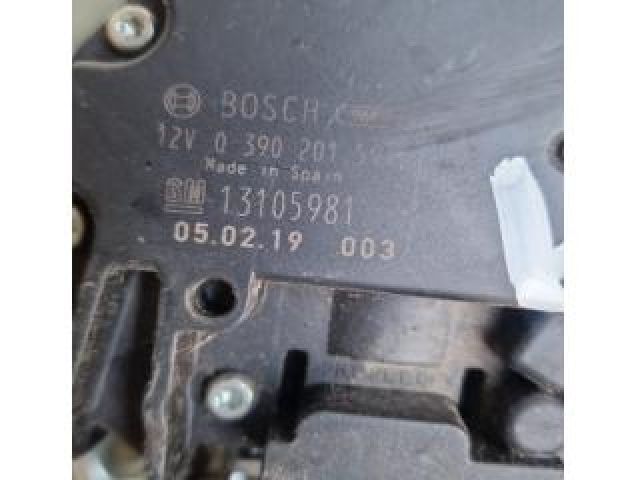 BOSCH
12V 0 390 201
Made in Spain
GM 13105981
05.02.19 003